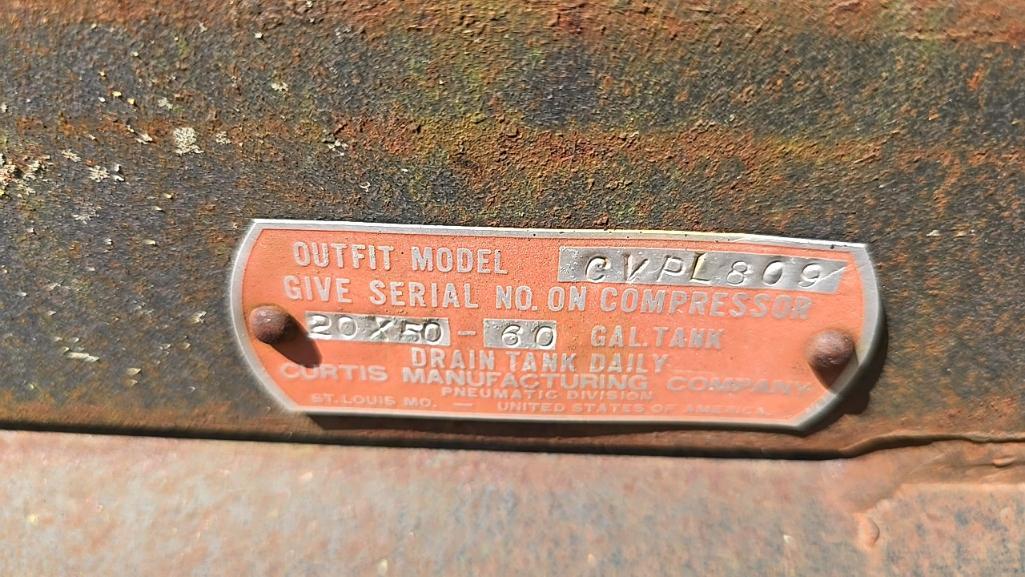 OUTFIT MODEL CVPL809
GIVE SERIAL NO. ON COMPRESSOR
20X50 - 60 GAL. TANK
DRAIN TANK DAILY
CURTIS MANUFACTURING COMPANY
PNEUMATIC DIVISION
ST. LOUIS MO. — UNITED STATES OF AMERICA.